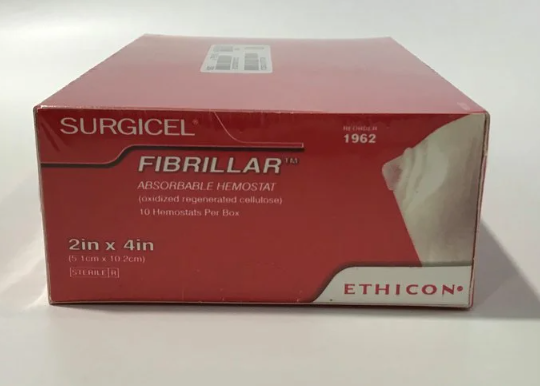 SURGICEL®
REORDER
1962
FIBRILLAR™
ABSORBABLE HEMOSTAT
(oxidized regenerated cellulose)
10 Hemostats Per Box
2in x 4in
(5.1cm x 10.2cm)
STERILE R
ETHICON